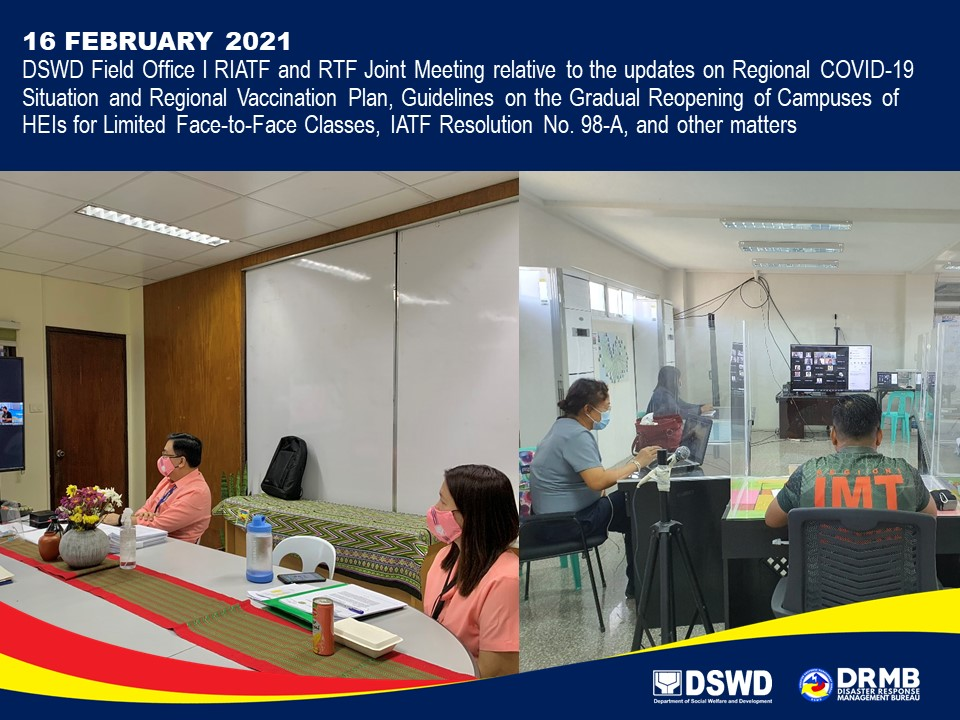 16 FEBRUARY 2021
DSWD Field Office I RIATF and RTF Joint Meeting relative to the updates on Regional COVID-19
Situation and Regional Vaccination Plan, Guidelines on the Gradual Reopening of Campuses of
HEIs for Limited Face-to-Face Classes, IATF Resolution No. 98-A, and other matters
IMT
DSWD
Department of Social Welfare and Development
DRMB
DISASTER RESPONSE
MANAGEMENT BUREAU